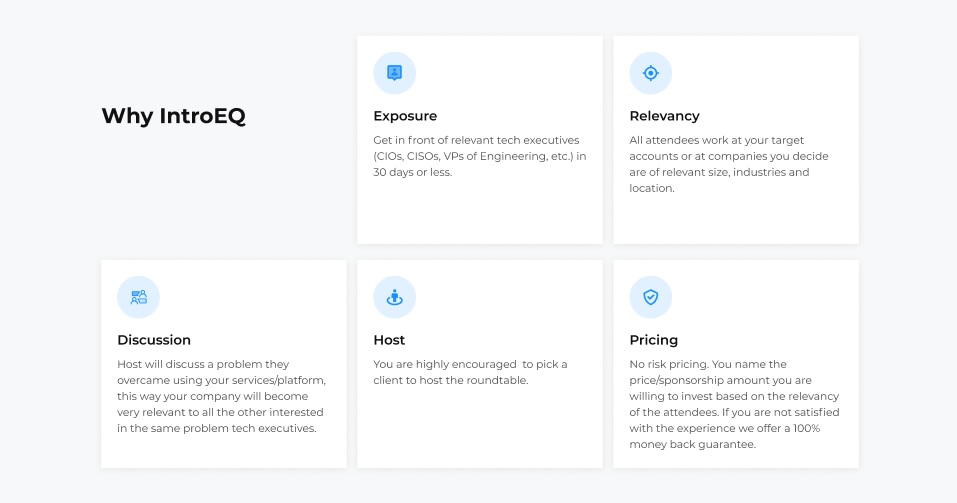 Why IntroEQ
Exposure
Get in front of relevant tech executives
(CIOs, CISOs, VPs of Engineering, etc.) in
30 days or less.
Relevancy
All attendees work at your target
accounts or at companies you decide
are of relevant size, industries and
location.
Discussion
Host will discuss a problem they
overcame using your services/platform,
this way your company will become
very relevant to all the other interested
in the same problem tech executives.
Host
You are highly encouraged  to pick a
client to host the roundtable.
Pricing
No risk pricing. You name the
price/sponsorship amount you are
willing to invest based on the relevancy
of the attendees. If you are not satisfied
with the experience we offer a 100%
money back guarantee.